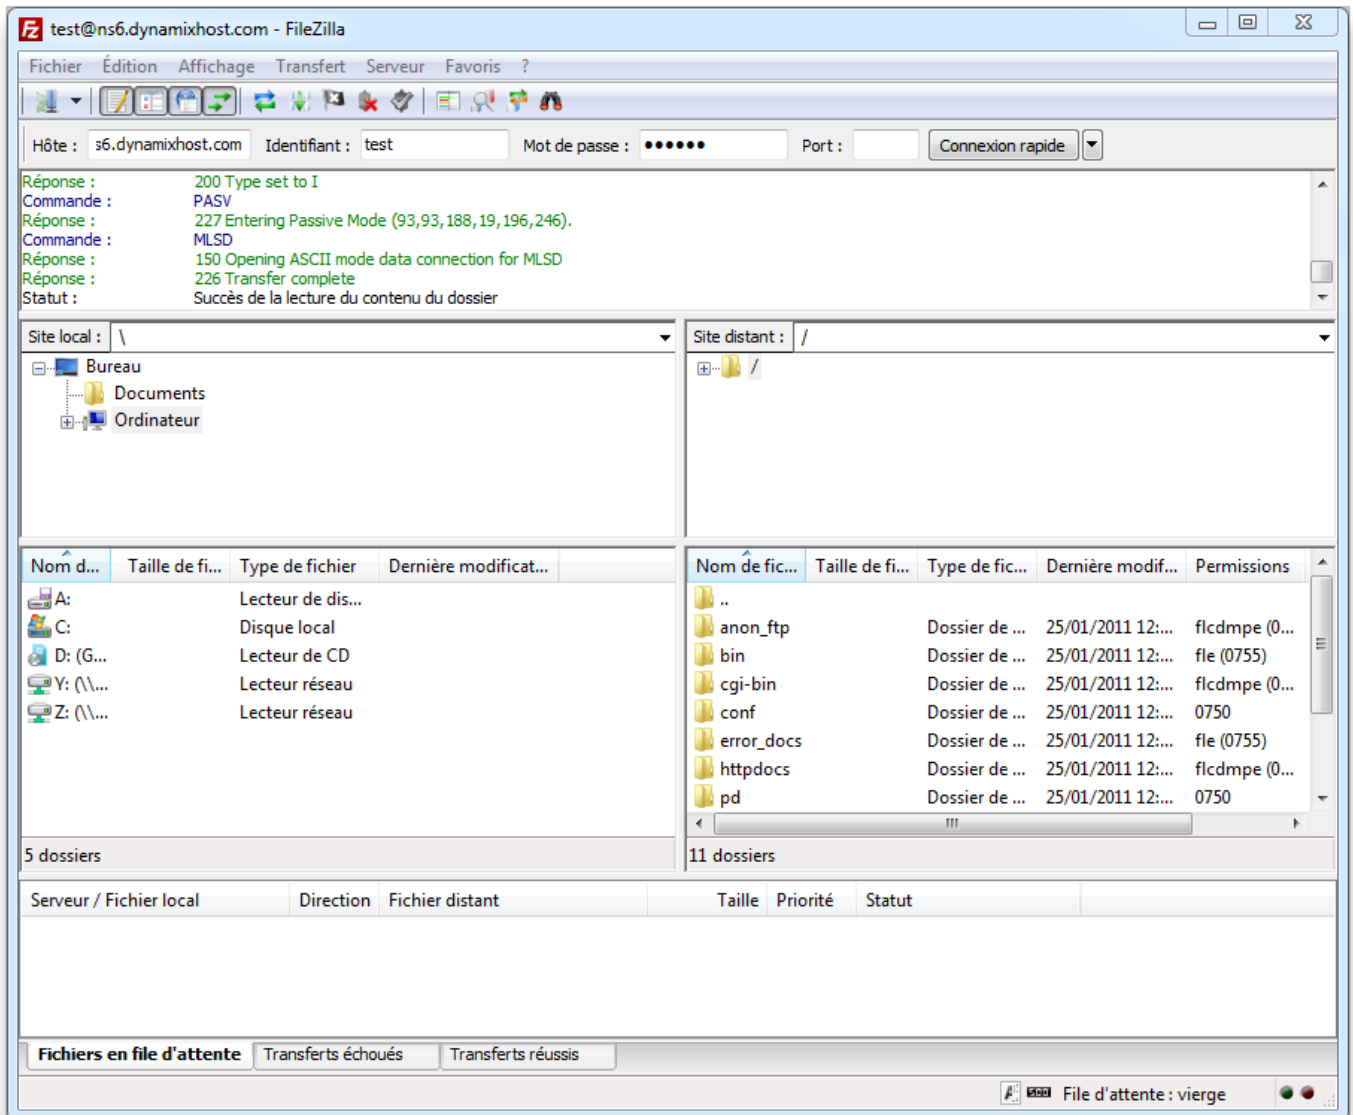 test@ns6.dynamixhost.com - FileZilla
Fichier Édition Affichage Transfert Serveur Favoris ?
Hôte : s6.dynamixhost.com Identifiant : test Mot de passe : •••••• Port : Connexion rapide
Réponse : 200 Type set to I
Commande : PASV
Réponse : 227 Entering Passive Mode (93,93,188,19,196,246).
Commande : MLSD
Réponse : 150 Opening ASCII mode data connection for MLSD
Réponse : 226 Transfer complete
Statut : Succès de la lecture du contenu du dossier
Site local : \
Bureau
Documents
Ordinateur
Site distant : /
/
Nom d... Taille de fi... Type de fichier Dernière modificat...
A: Lecteur de dis...
C: Disque local
D: (G... Lecteur de CD
Y: (\\... Lecteur réseau
Z: (\\... Lecteur réseau
5 dossiers
Nom de fic... Taille de fi... Type de fic... Dernière modif... Permissions
..
anon_ftp Dossier de ... 25/01/2011 12:... flcdmpe (0...
bin Dossier de ... 25/01/2011 12:... fle (0755)
cgi-bin Dossier de ... 25/01/2011 12:... flcdmpe (0...
conf Dossier de ... 25/01/2011 12:... 0750
error_docs Dossier de ... 25/01/2011 12:... fle (0755)
httpdocs Dossier de ... 25/01/2011 12:... flcdmpe (0...
pd Dossier de ... 25/01/2011 12:... 0750
11 dossiers
Serveur / Fichier local Direction Fichier distant Taille Priorité Statut
Fichiers en file d'attente Transferts échoués Transferts réussis
File d'attente : vierge